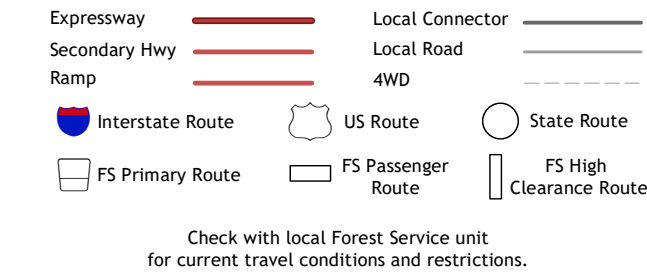 Expressway
Local Connector
Secondary Hwy
Local Road
Ramp
4WD
Interstate Route
US Route
State Route
FS Primary Route
FS Passenger
Route
FS High
Clearance Route
Check with local Forest Service unit
for current travel conditions and restrictions.